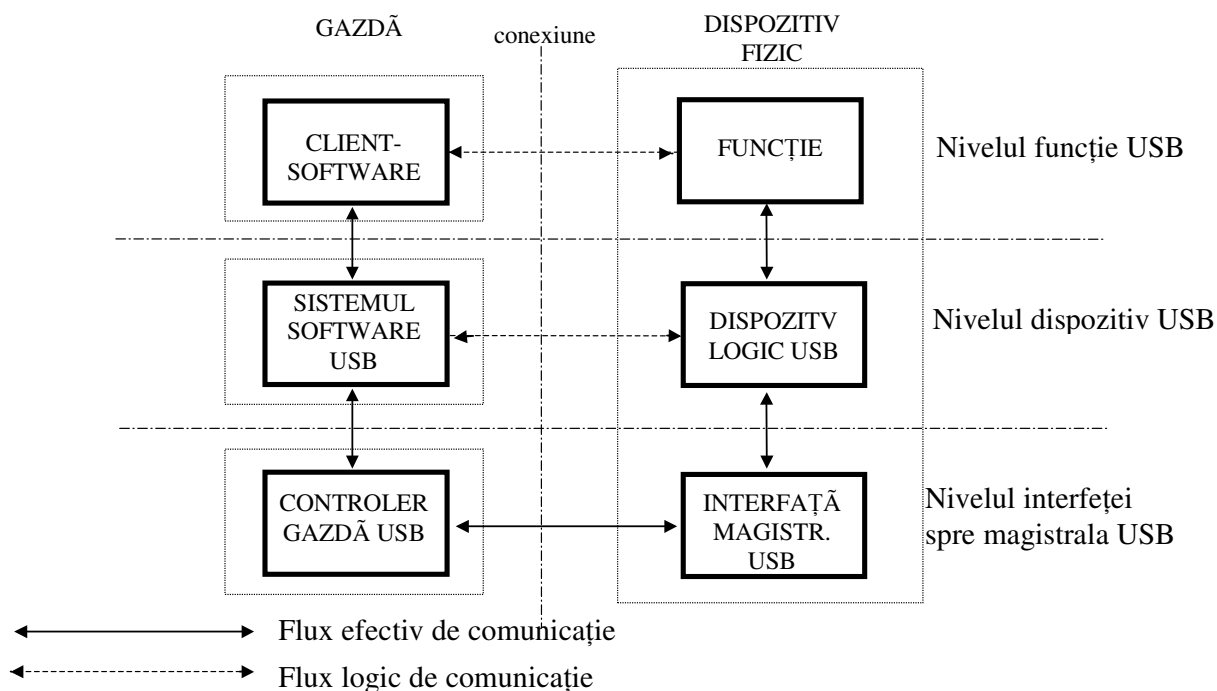 GAZDÃ
conexiune
DISPOZITIV
FIZIC
CLIENT-
SOFTWARE
FUNCȚIE
Nivelul funcție USB
SISTEMUL
SOFTWARE
USB
DISPOZITV
LOGIC USB
Nivelul dispozitiv USB
CONTROLER
GAZDÃ USB
INTERFAȚÃ
MAGISTR.
USB
Nivelul interfeței
spre magistrala USB
Flux efectiv de comunicație
Flux logic de comunicație